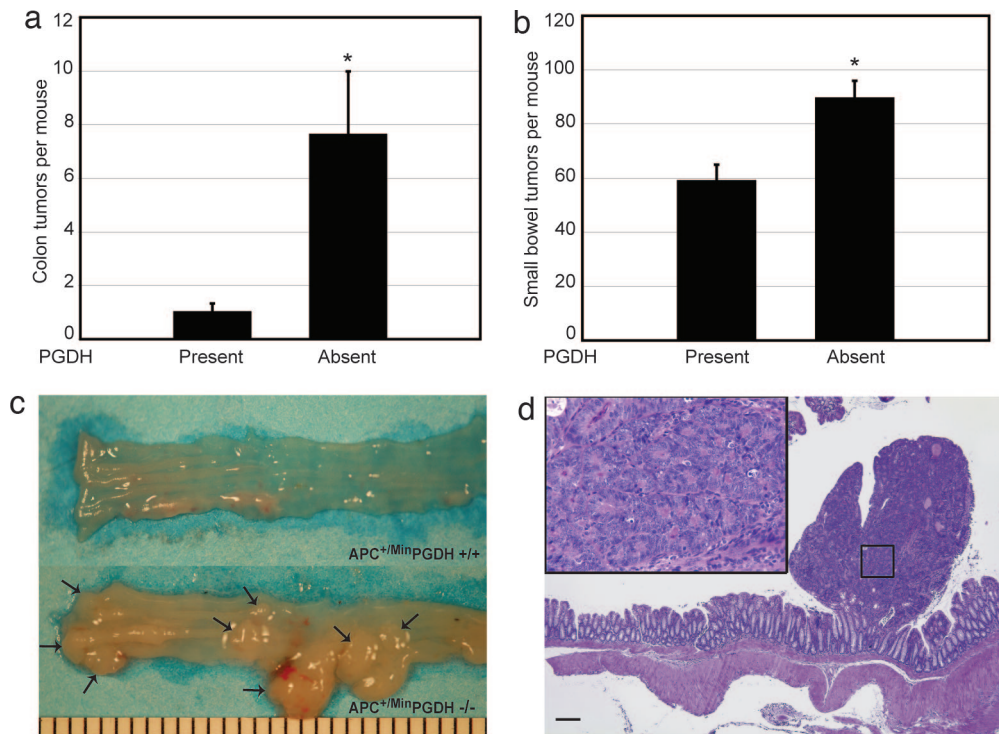 a
12
10
8
6
4
2
0
Colon tumors per mouse
*
PGDH Present Absent
b
120
100
80
60
40
20
0
Small bowel tumors per mouse
*
PGDH Present Absent
c
APC+/MinPGDH +/+
APC+/MinPGDH -/-
d